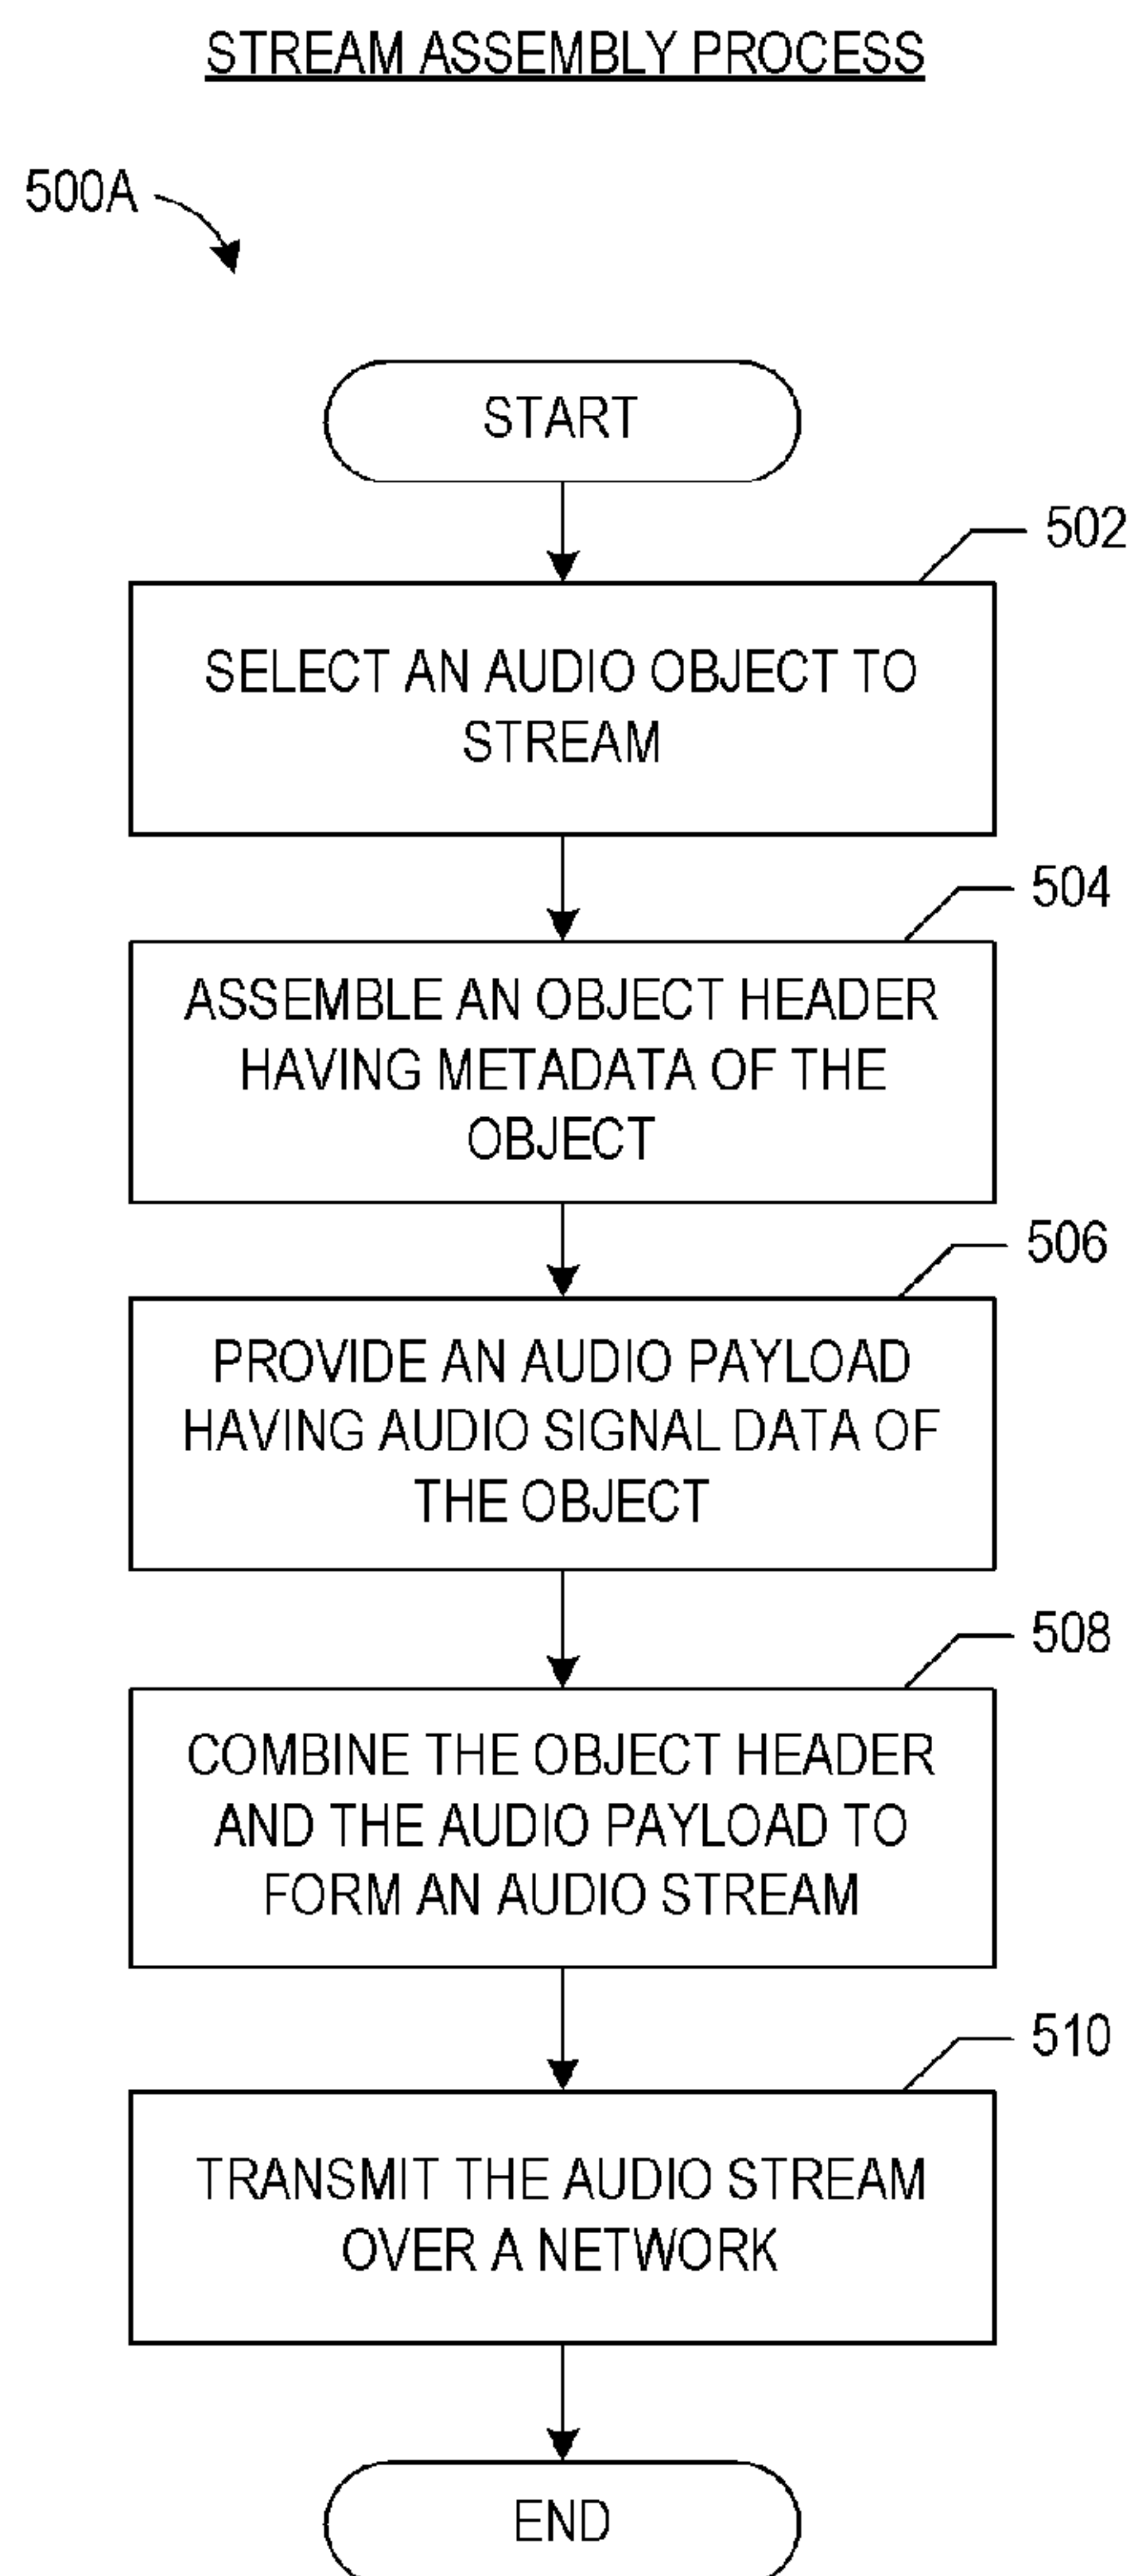 STREAM ASSEMBLY PROCESS
500A
START
502
SELECT AN AUDIO OBJECT TO
STREAM
504
ASSEMBLE AN OBJECT HEADER
HAVING METADATA OF THE
OBJECT
506
PROVIDE AN AUDIO PAYLOAD
HAVING AUDIO SIGNAL DATA OF
THE OBJECT
508
COMBINE THE OBJECT HEADER
AND THE AUDIO PAYLOAD TO
FORM AN AUDIO STREAM
510
TRANSMIT THE AUDIO STREAM
OVER A NETWORK
END